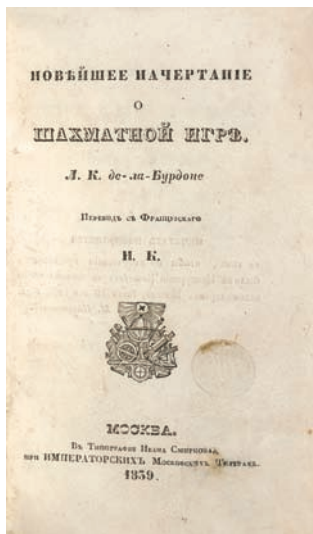 НОВѢЙШЕЕ НАЧЕРТАНІЕ
О
ШАХМАТНОЙ ИГРѢ.
Л. К. де-ла-Бурдоне
Переводъ съ Французскаго
И. К.
МОСКВА.
Въ Типографіи Ивана Смирнова,
при ИМПЕРАТОРСКИХЪ Московскихъ Театрахъ.
1839.